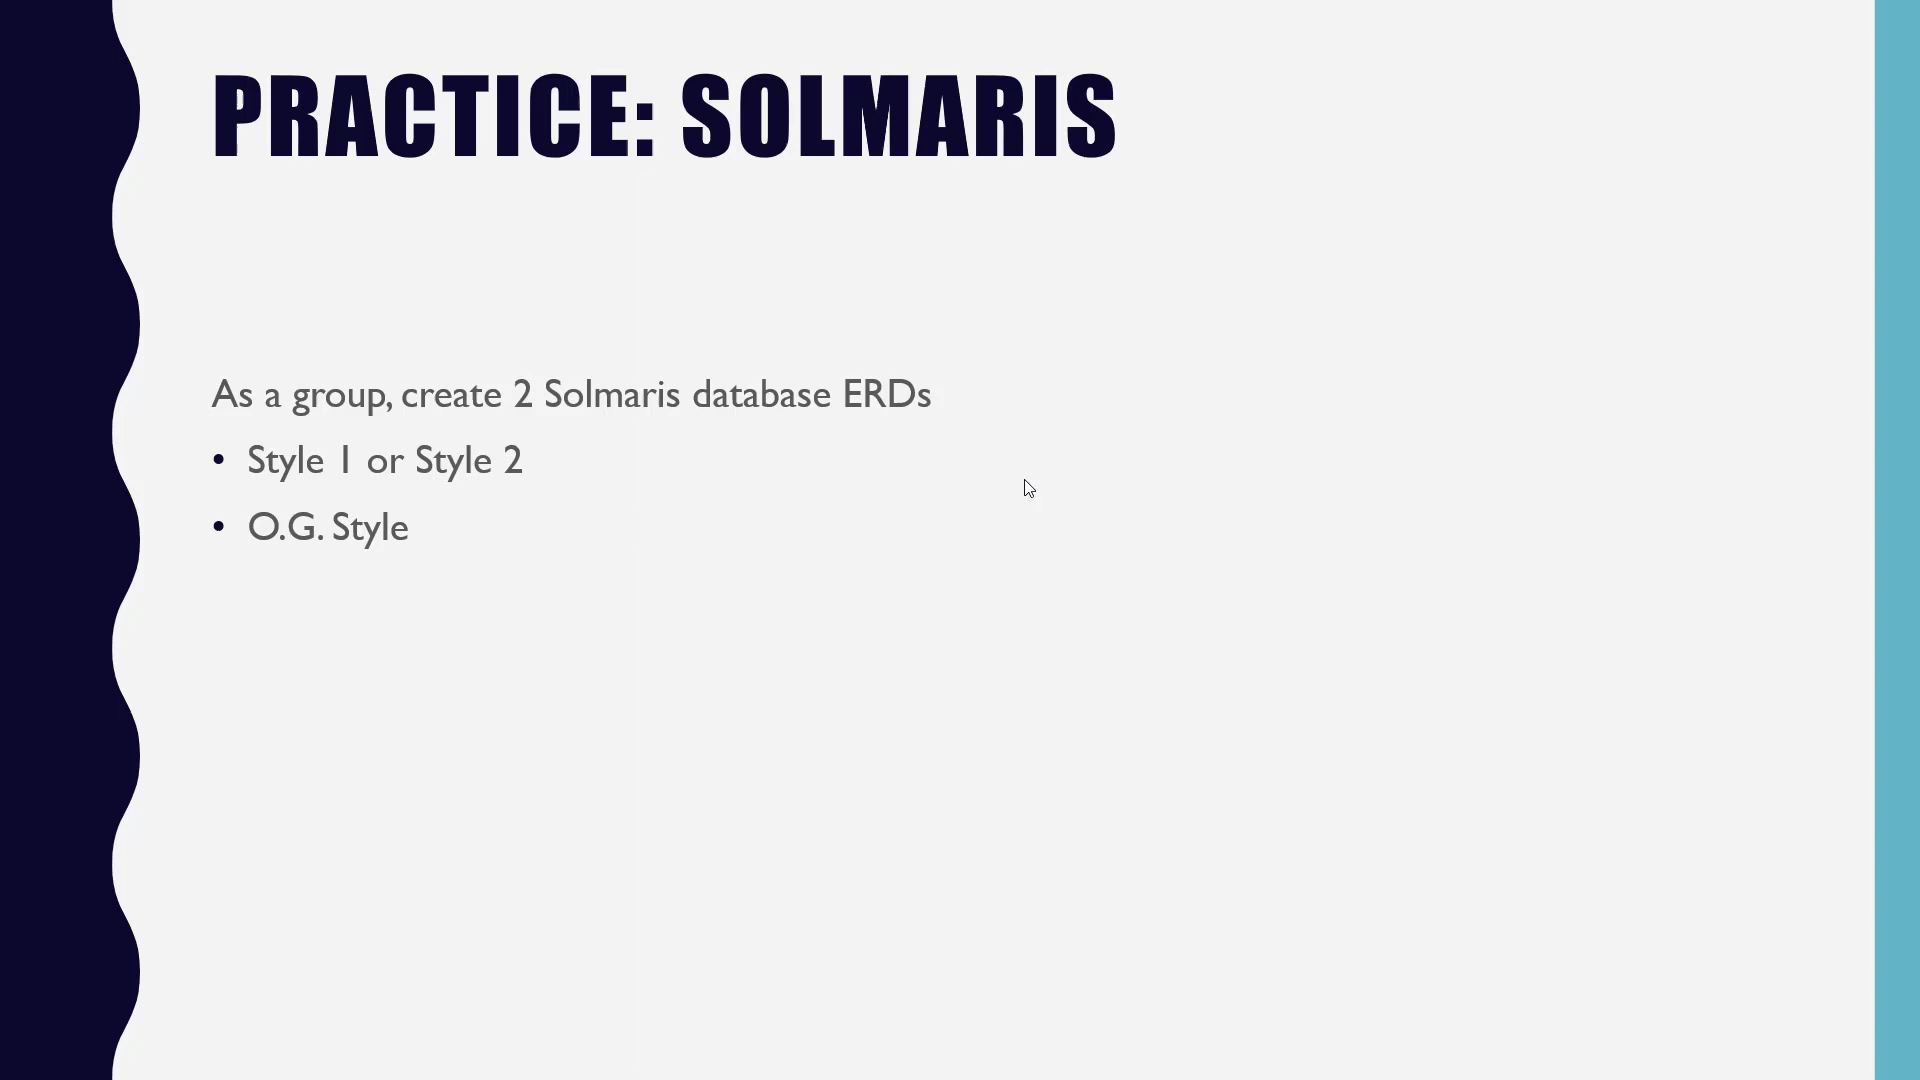 PRACTICE: SOLMARIS
As a group, create 2 Solmaris database ERDs
• Style 1 or Style 2
• O.G. Style